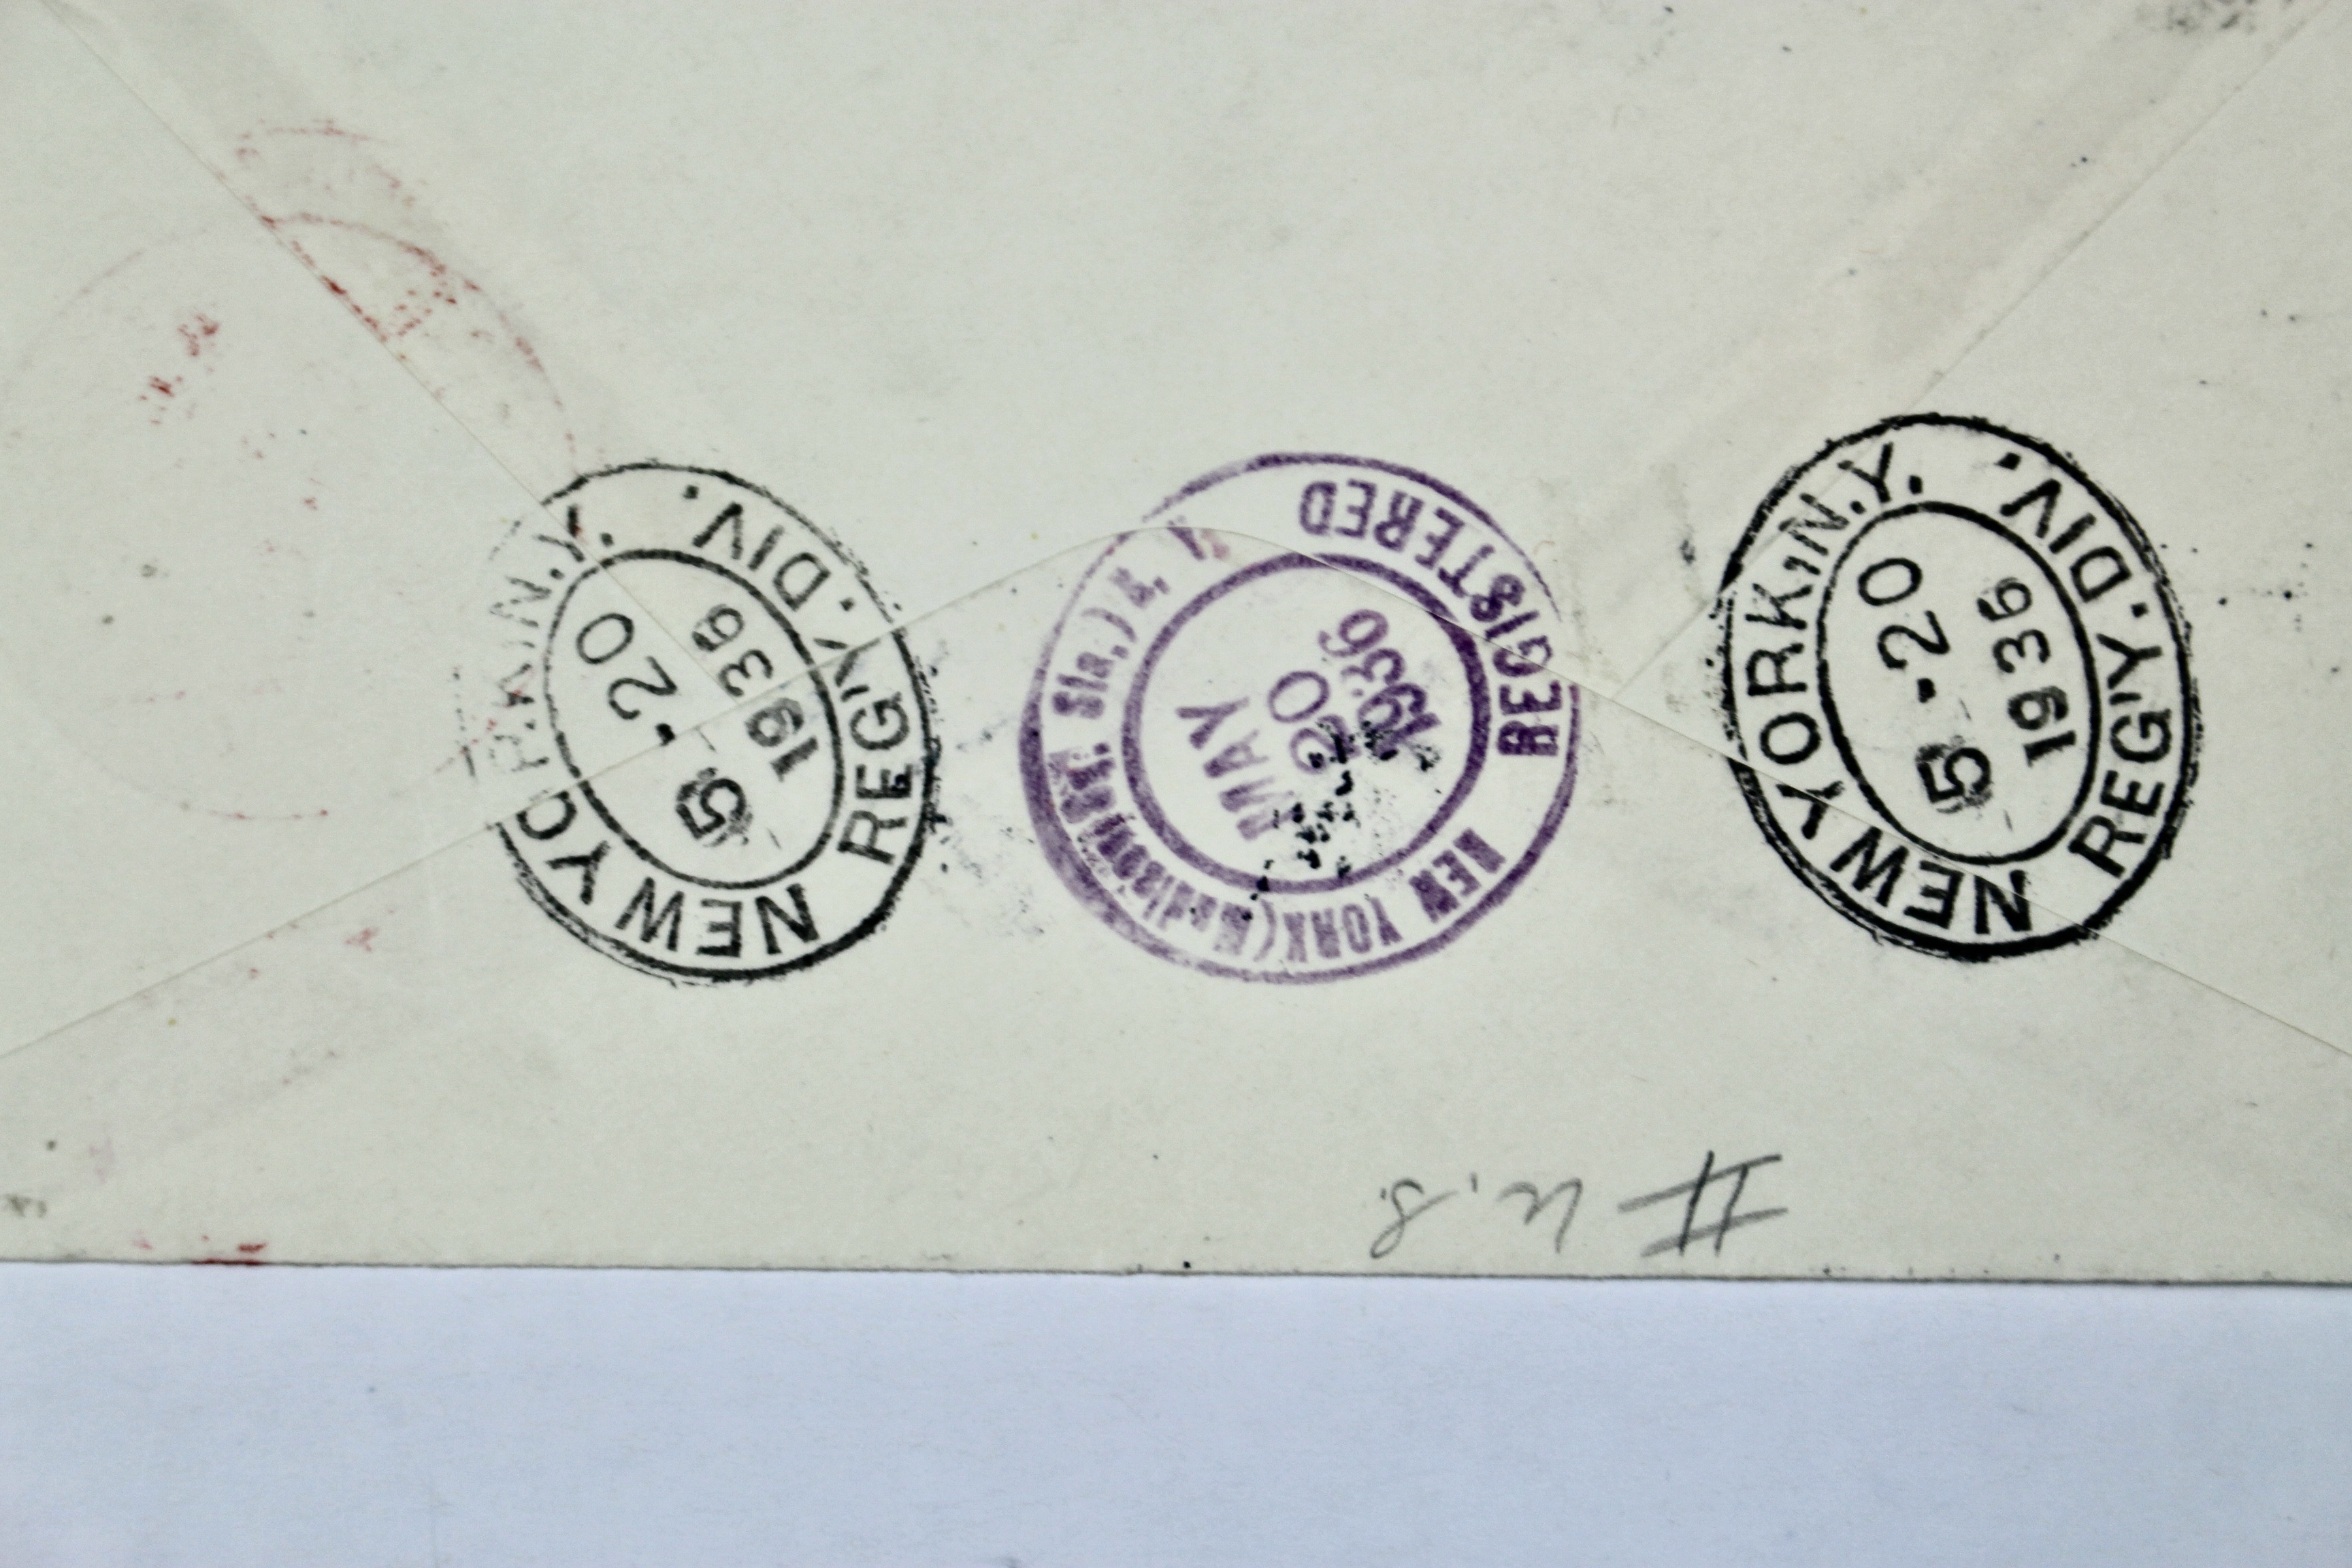 NEW YORK, N.Y.
5-20
1936
REG'Y. DIV.
NEW YORK (Madison Sq. Sta.) N. Y.
MAY
20
1936
REGISTERED
NEW YORK, N.Y.
5-20
1936
REG'Y. DIV.
# U.S.